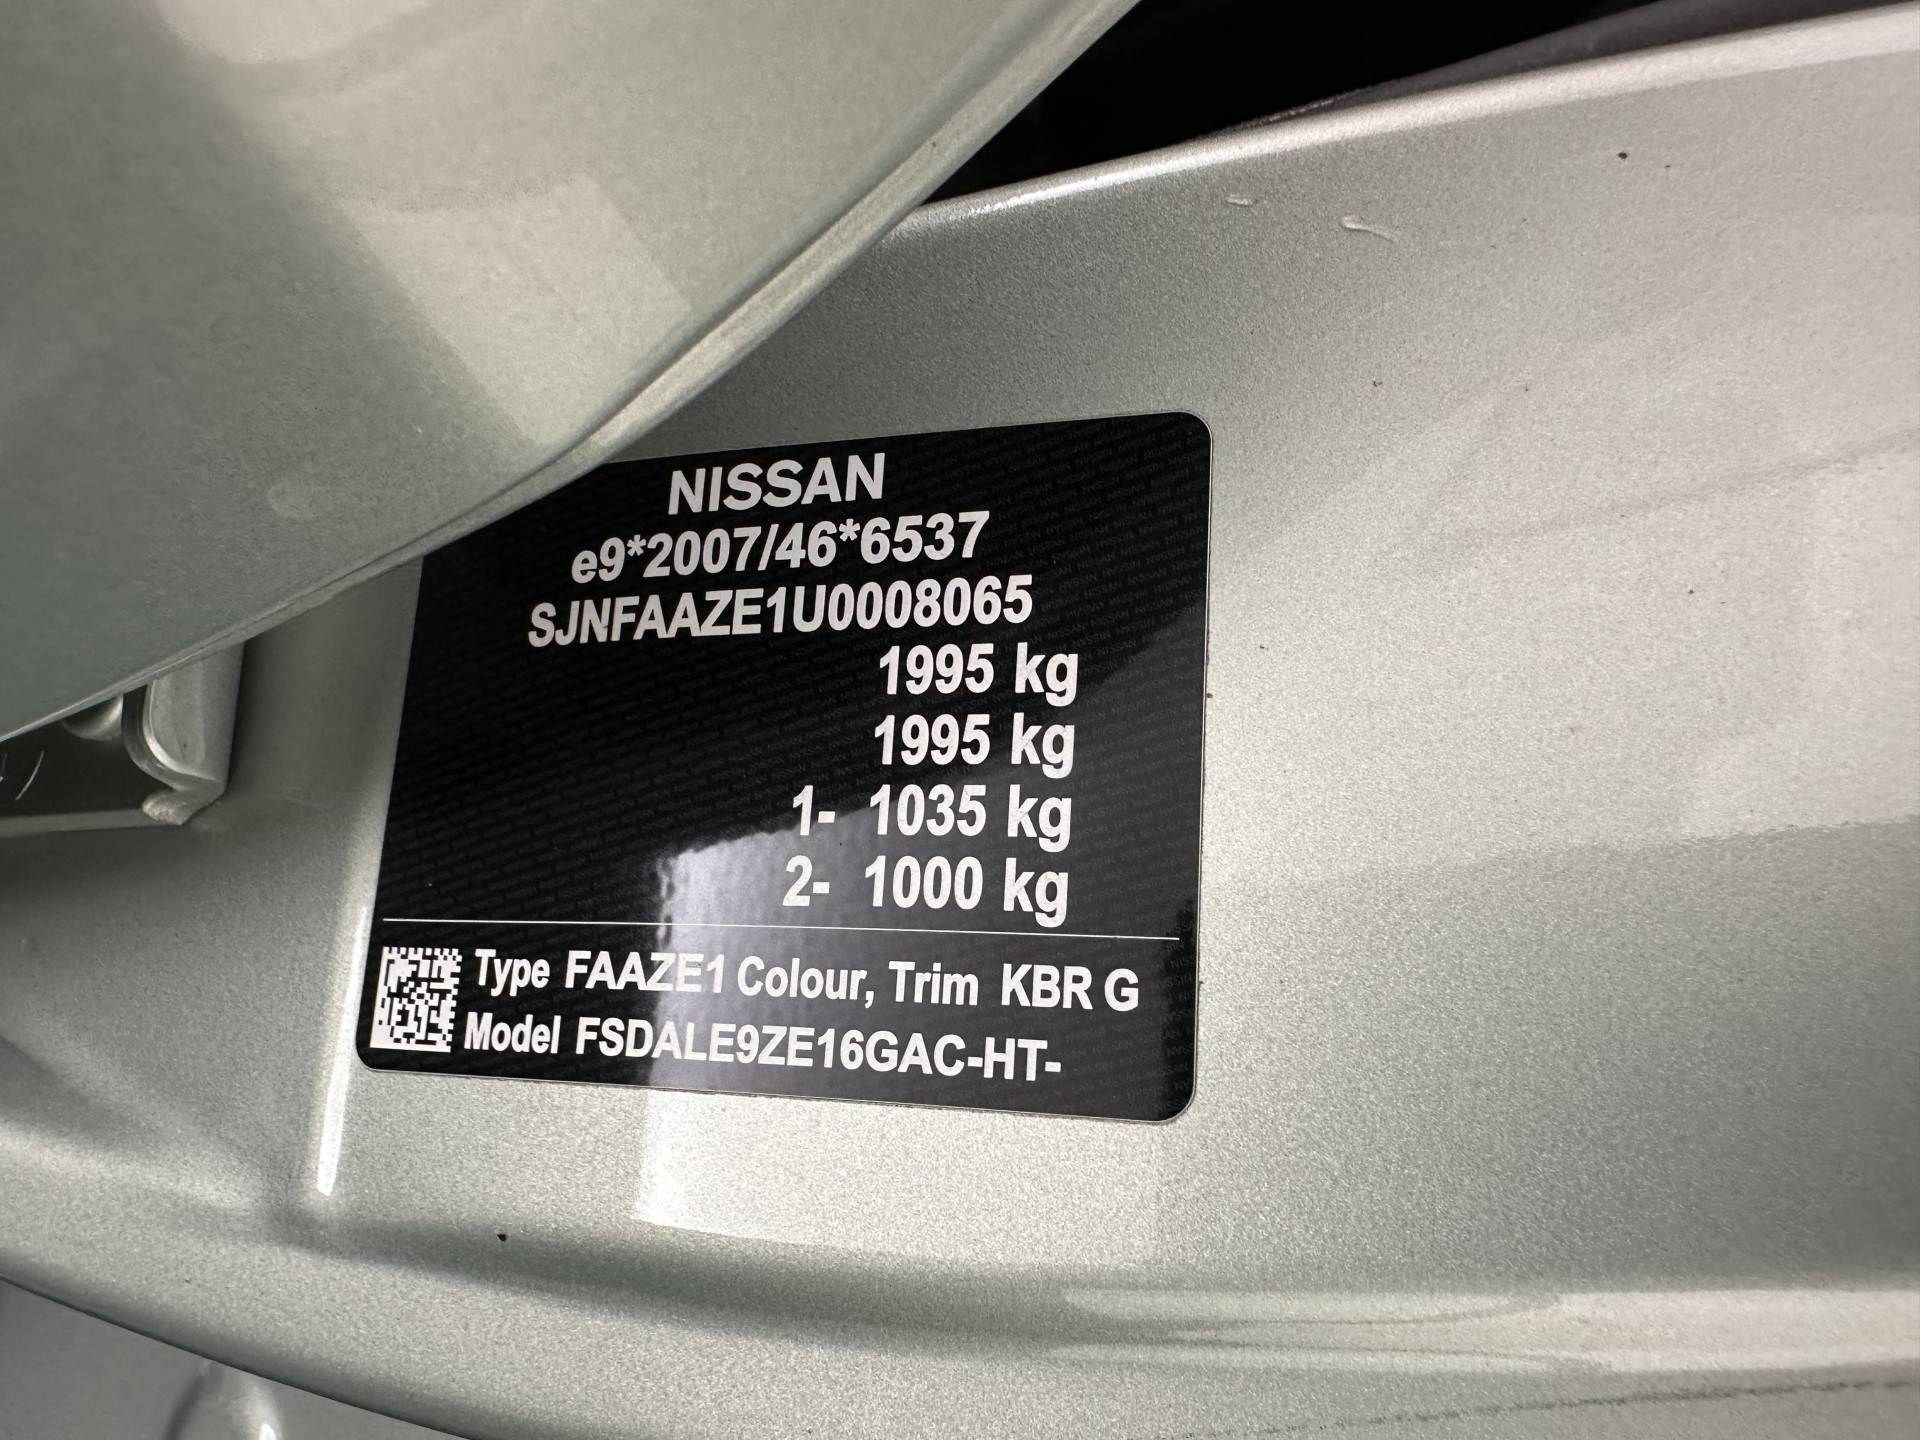 NISSAN
e9*2007/46*6537
SJNFAAZE1U0008065
1995 kg
1995 kg
1- 1035 kg
2- 1000 kg
Type FAAZE1 Colour, Trim KBR G
Model FSDALE9ZE16GAC-HT-